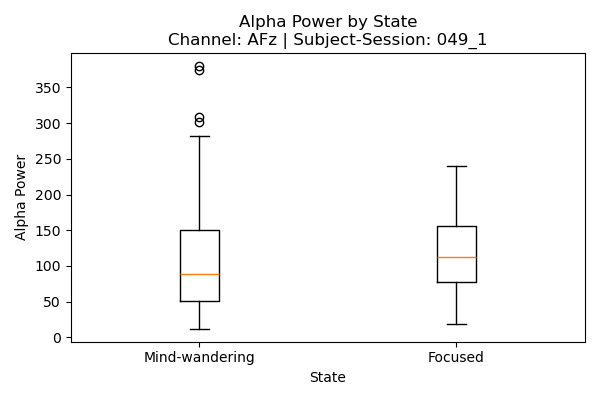 Alpha Power by State
Channel: AFz | Subject-Session: 049_1
Alpha Power
350
300
250
200
150
100
50
0
Mind-wandering
Focused
State